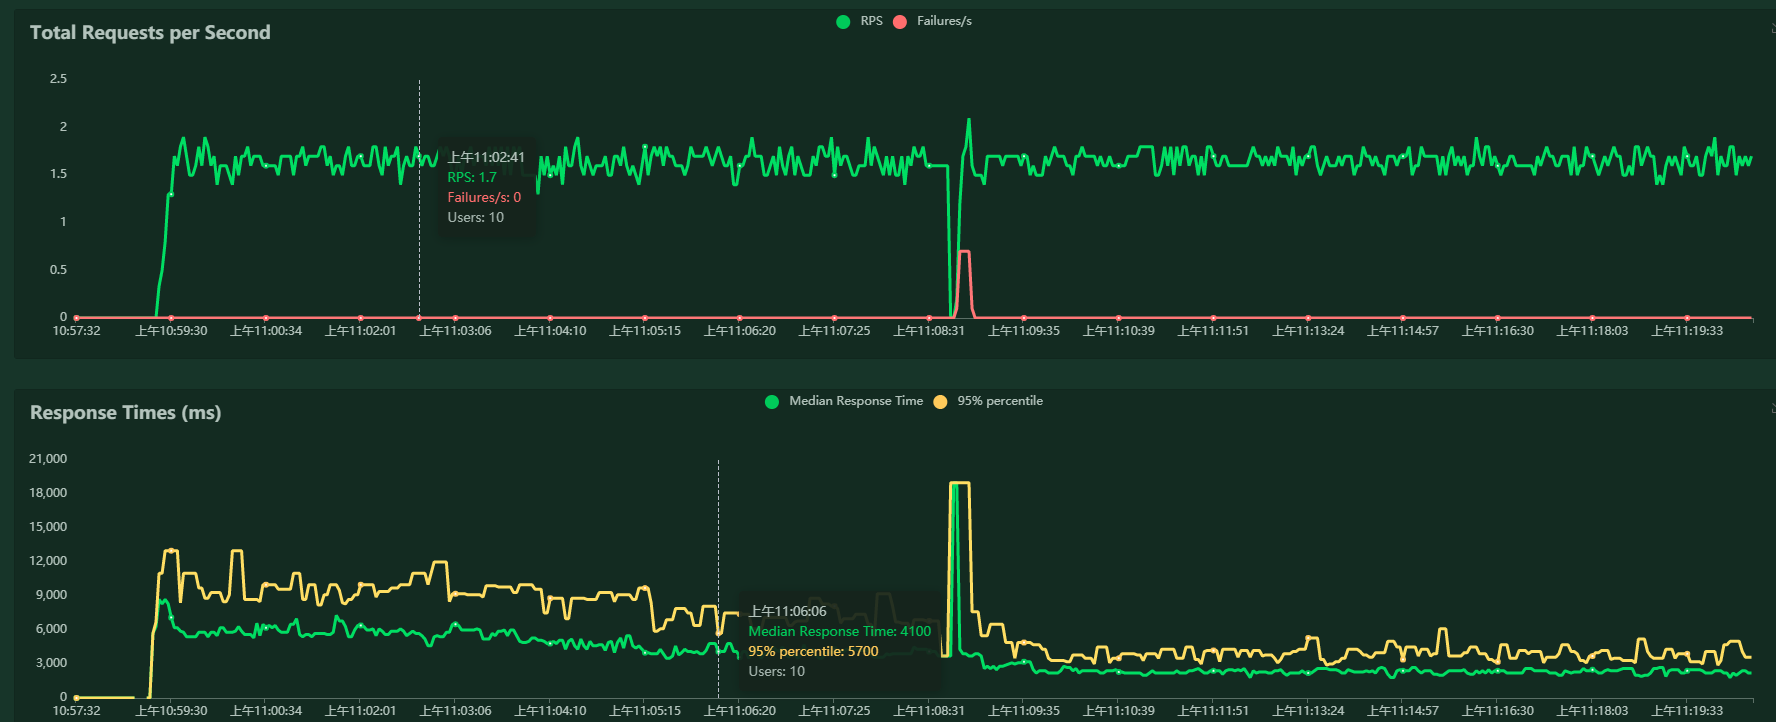 RPS Failures/s
Total Requests per Second
2.5
2
1.5
1
0.5
0
上午11:02:41
RPS: 1.7
Failures/s: 0
Users: 10
10:57:32 上午10:59:30 上午11:00:34 上午11:02:01 上午11:03:06 上午11:04:10 上午11:05:15 上午11:06:20 上午11:07:25 上午11:08:31 上午11:09:35 上午11:10:39 上午11:11:51 上午11:13:24 上午11:14:57 上午11:16:30 上午11:18:03 上午11:19:33
Median Response Time 95% percentile
Response Times (ms)
21,000
18,000
15,000
12,000
9,000
6,000
3,000
0
上午11:06:06
Median Response Time: 4100
95% percentile: 5700
Users: 10
10:57:32 上午10:59:30 上午11:00:34 上午11:02:01 上午11:03:06 上午11:04:10 上午11:05:15 上午11:06:20 上午11:07:25 上午11:08:31 上午11:09:35 上午11:10:39 上午11:11:51 上午11:13:24 上午11:14:57 上午11:16:30 上午11:18:03 上午11:19:33